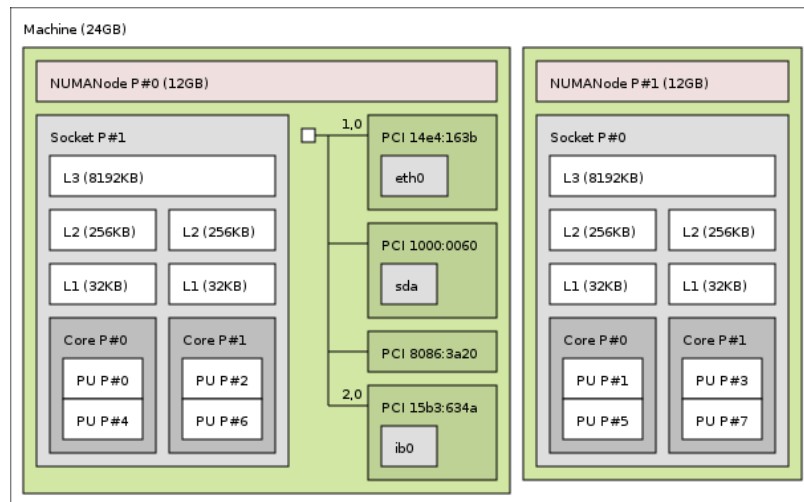 Machine (24GB)
NUMANode P#0 (12GB)
Socket P#1
L3 (8192KB)
L2 (256KB) L2 (256KB)
L1 (32KB) L1 (32KB)
Core P#0 Core P#1
PU P#0 PU P#2
PU P#4 PU P#6
1,0 PCI 14e4:163b
eth0
PCI 1000:0060
sda
PCI 8086:3a20
2,0 PCI 15b3:634a
ib0
NUMANode P#1 (12GB)
Socket P#0
L3 (8192KB)
L2 (256KB) L2 (256KB)
L1 (32KB) L1 (32KB)
Core P#0 Core P#1
PU P#1 PU P#3
PU P#5 PU P#7